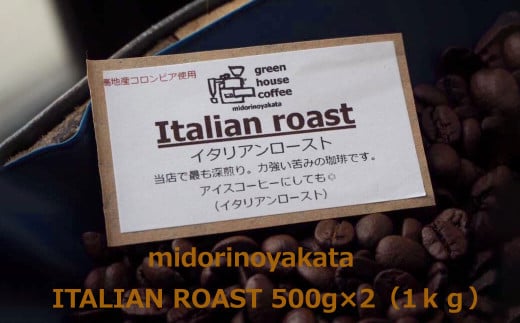 高地産コロンビア使用
green
house
coffee
midorinoyakata
Italian roast
イタリアンロースト
当店で最も深煎り。力強い苦みの珈琲です。
アイスコーヒーにしても◎
（イタリアンロースト）
midorinoyakata
ITALIAN ROAST 500g×2（1ｋｇ）